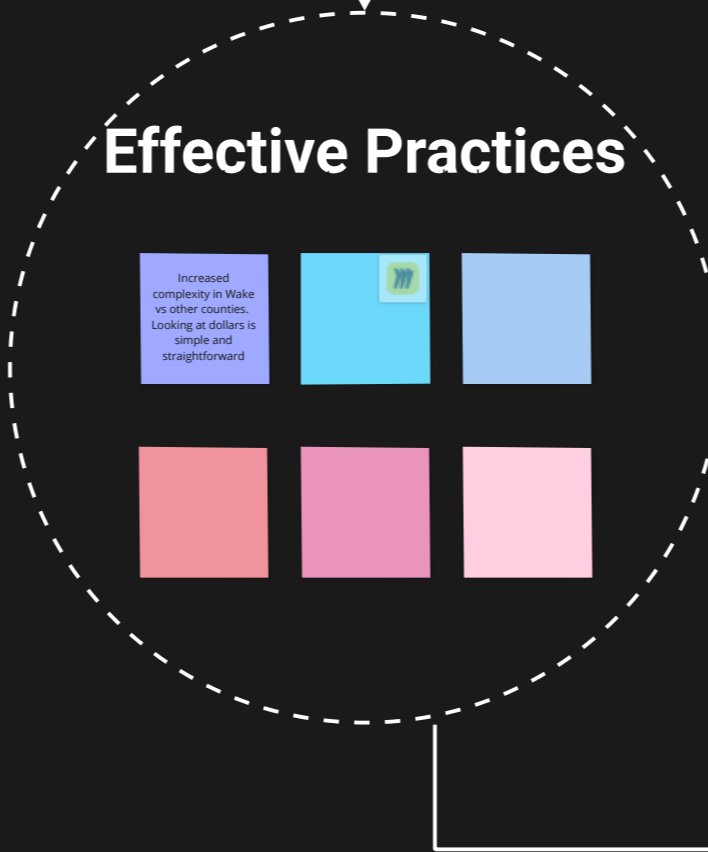 Effective Practices
Increased
complexity in Wake
vs other counties.
Looking at dollars is
simple and
straightforward